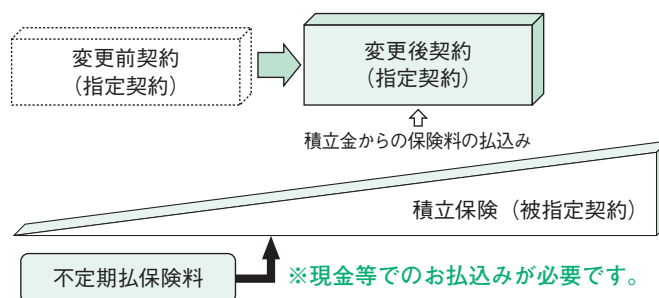 変更前契約
(指定契約)
変更後契約
(指定契約)
積立金からの保険料の払込み
積立保険(被指定契約)
不定期払保険料
※現金等でのお払込みが必要です。